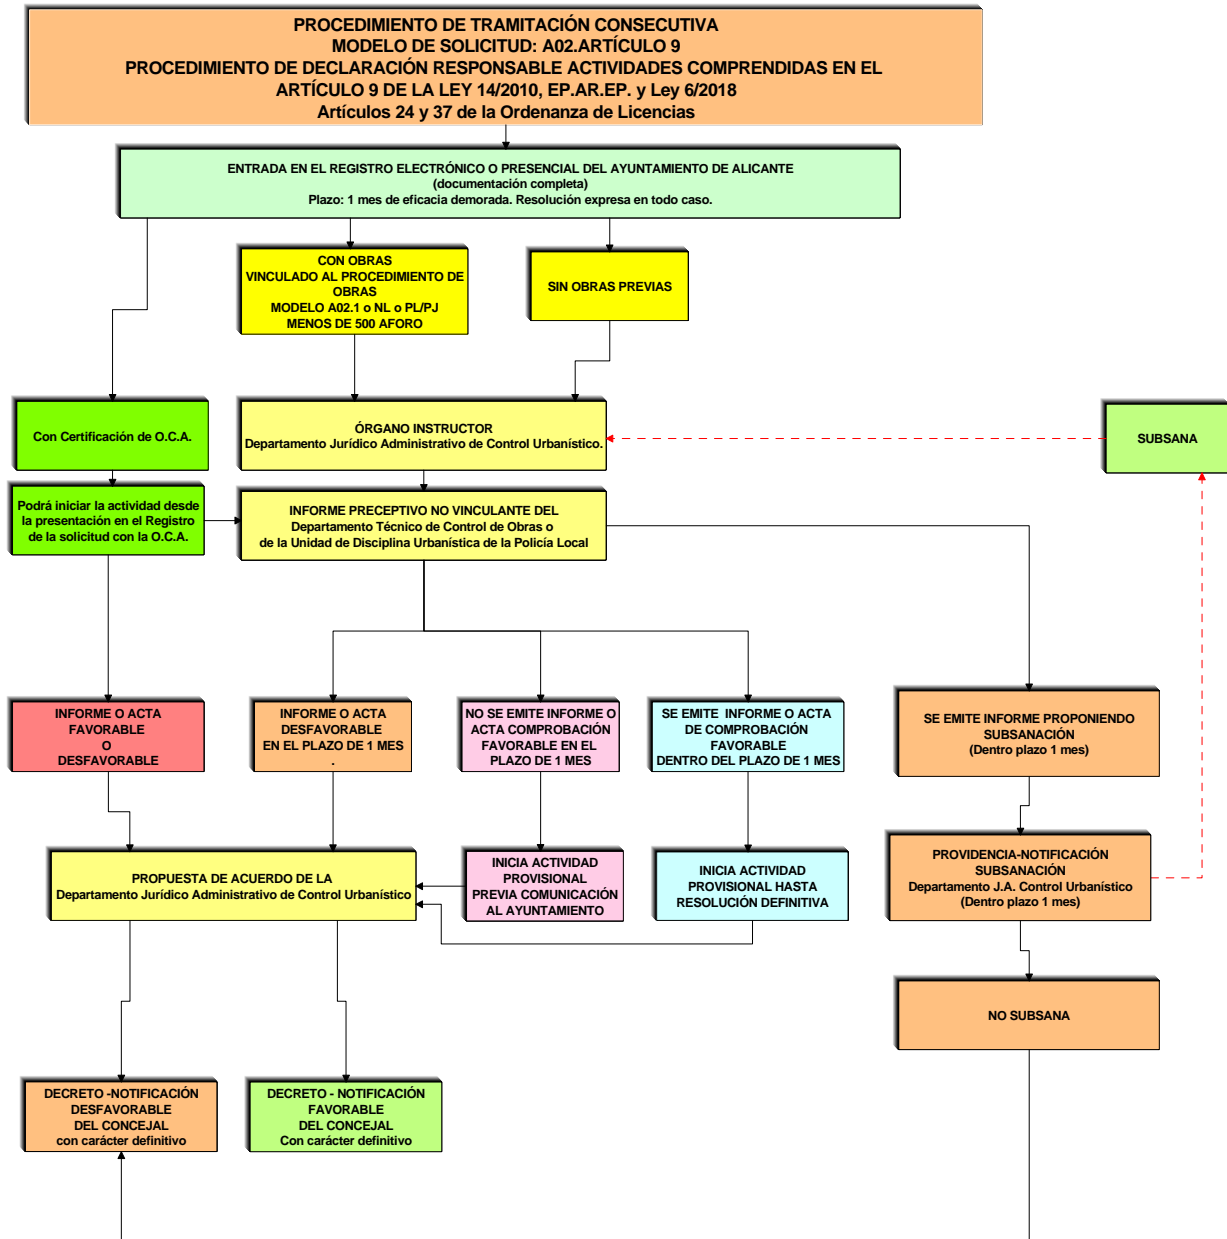 PROCEDIMIENTO DE TRAMITACIÓN CONSECUTIVA
MODELO DE SOLICITUD: A02.ARTÍCULO 9
PROCEDIMIENTO DE DECLARACIÓN RESPONSABLE ACTIVIDADES COMPRENDIDAS EN EL
ARTÍCULO 9 DE LA LEY 14/2010, EP.AR.EP. y Ley 6/2018
Artículos 24 y 37 de la Ordenanza de Licencias
ENTRADA EN EL REGISTRO ELECTRÓNICO O PRESENCIAL DEL AYUNTAMIENTO DE ALICANTE
(documentación completa)
Plazo: 1 mes de eficacia demorada. Resolución expresa en todo caso.
CON OBRAS
VINCULADO AL PROCEDIMIENTO DE
OBRAS
MODELO A02.1 o NL o PL/PJ
MENOS DE 500 AFORO
SIN OBRAS PREVIAS
Con Certificación de O.C.A.
ÓRGANO INSTRUCTOR
Departamento Jurídico Administrativo de Control Urbanístico.
SUBSANA
Podrá iniciar la actividad desde
la presentación en el Registro
de la solicitud con la O.C.A.
INFORME PRECEPTIVO NO VINCULANTE DEL
Departamento Técnico de Control de Obras o
de la Unidad de Disciplina Urbanística de la Policía Local
INFORME O ACTA
FAVORABLE
O
DESFAVORABLE
INFORME O ACTA
DESFAVORABLE
EN EL PLAZO DE 1 MES
.
NO SE EMITE INFORME O
ACTA COMPROBACIÓN
FAVORABLE EN EL
PLAZO DE 1 MES
SE EMITE INFORME O ACTA
DE COMPROBACIÓN
FAVORABLE
DENTRO DEL PLAZO DE 1 MES
SE EMITE INFORME PROPONIENDO
SUBSANACIÓN
(Dentro plazo 1 mes)
PROPUESTA DE ACUERDO DE LA
Departamento Jurídico Administrativo de Control Urbanístico
INICIA ACTIVIDAD
PROVISIONAL
PREVIA COMUNICACIÓN
AL AYUNTAMIENTO
INICIA ACTIVIDAD
PROVISIONAL HASTA
RESOLUCIÓN DEFINITIVA
PROVIDENCIA-NOTIFICACIÓN
SUBSANACIÓN
Departamento J.A. Control Urbanístico
(Dentro plazo 1 mes)
NO SUBSANA
DECRETO -NOTIFICACIÓN
DESFAVORABLE
DEL CONCEJAL
con carácter definitivo
DECRETO - NOTIFICACIÓN
FAVORABLE
DEL CONCEJAL
Con carácter definitivo